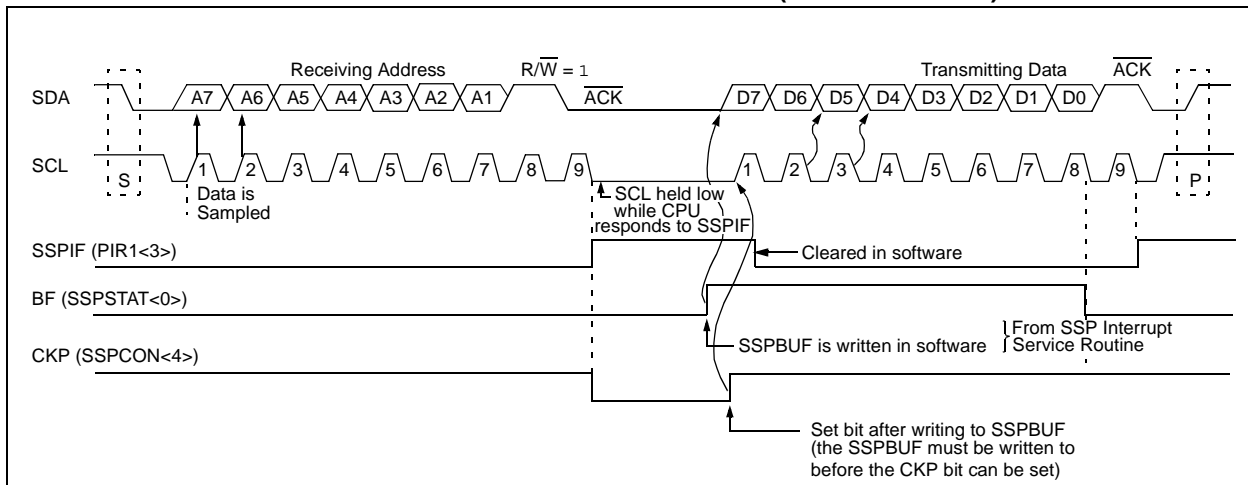 Receiving Address
R/W = 1
ACK
Transmitting Data
ACK
SDA
A7 A6 A5 A4 A3 A2 A1
D7 D6 D5 D4 D3 D2 D1 D0
SCL
S
1 2 3 4 5 6 7 8 9
1 2 3 4 5 6 7 8 9
P
Data is
Sampled
SCL held low
while CPU
responds to SSPIF
SSPIF (PIR1<3>)
Cleared in software
BF (SSPSTAT<0>)
SSPBUF is written in software
From SSP Interrupt
Service Routine
CKP (SSPCON<4>)
Set bit after writing to SSPBUF
(the SSPBUF must be written to
before the CKP bit can be set)